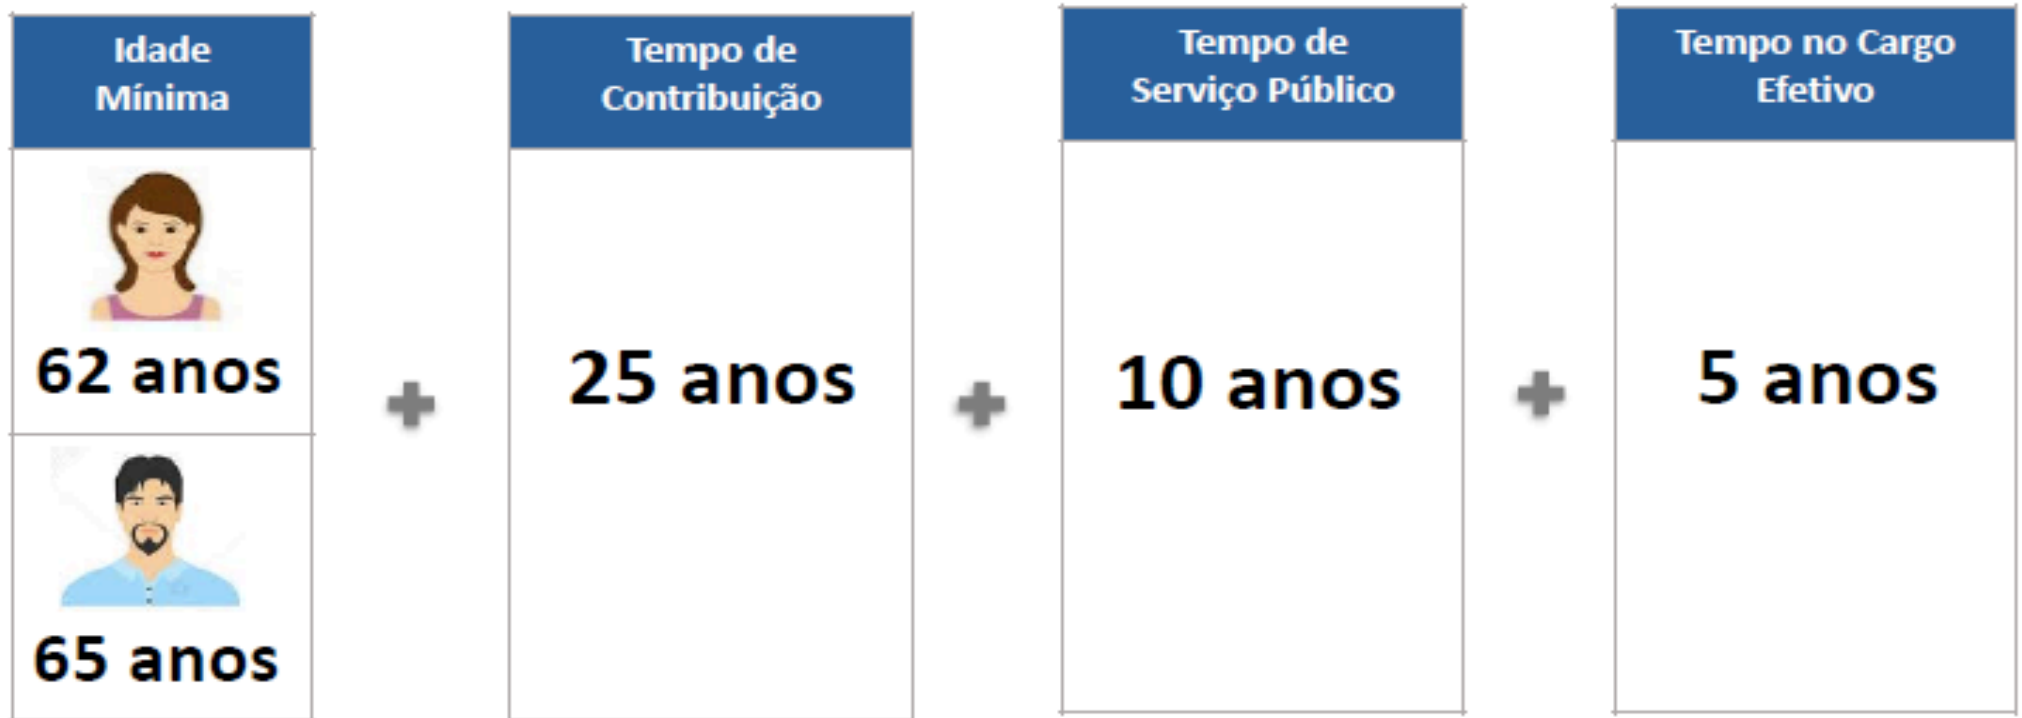 Idade
Mínima
62 anos
65 anos
Tempo de
Contribuição
25 anos
Tempo de
Serviço Público
10 anos
Tempo no Cargo
Efetivo
5 anos